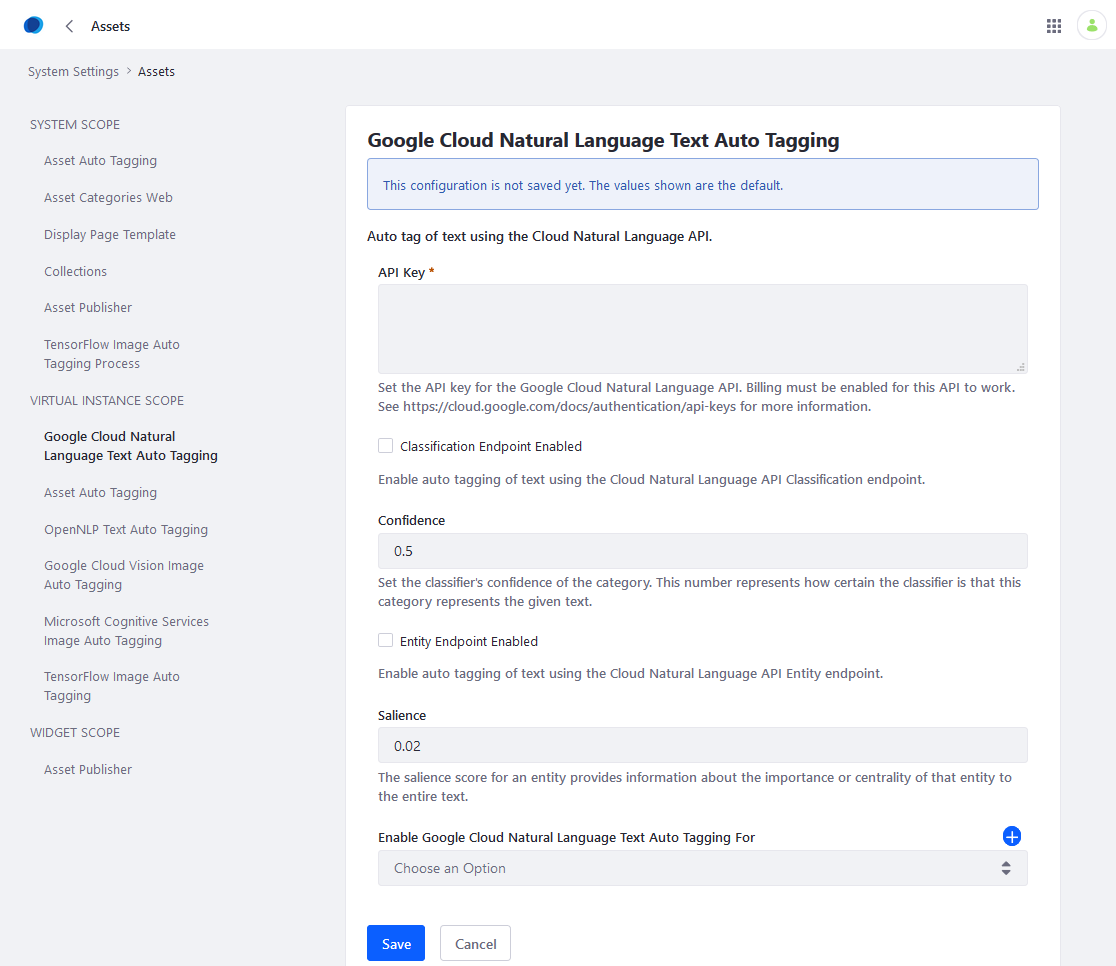 Assets
System Settings > Assets
SYSTEM SCOPE
Asset Auto Tagging
Asset Categories Web
Display Page Template
Collections
Asset Publisher
TensorFlow Image Auto
Tagging Process
VIRTUAL INSTANCE SCOPE
Google Cloud Natural
Language Text Auto Tagging
Asset Auto Tagging
OpenNLP Text Auto Tagging
Google Cloud Vision Image
Auto Tagging
Microsoft Cognitive Services
Image Auto Tagging
TensorFlow Image Auto
Tagging
WIDGET SCOPE
Asset Publisher
Google Cloud Natural Language Text Auto Tagging
This configuration is not saved yet. The values shown are the default.
Auto tag of text using the Cloud Natural Language API.
API Key *
Set the API key for the Google Cloud Natural Language API. Billing must be enabled for this API to work.
See https://cloud.google.com/docs/authentication/api-keys for more information.
Classification Endpoint Enabled
Enable auto tagging of text using the Cloud Natural Language API Classification endpoint.
Confidence
0.5
Set the classifier's confidence of the category. This number represents how certain the classifier is that this
category represents the given text.
Entity Endpoint Enabled
Enable auto tagging of text using the Cloud Natural Language API Entity endpoint.
Salience
0.02
The salience score for an entity provides information about the importance or centrality of that entity to
the entire text.
Enable Google Cloud Natural Language Text Auto Tagging For
Choose an Option
Save
Cancel